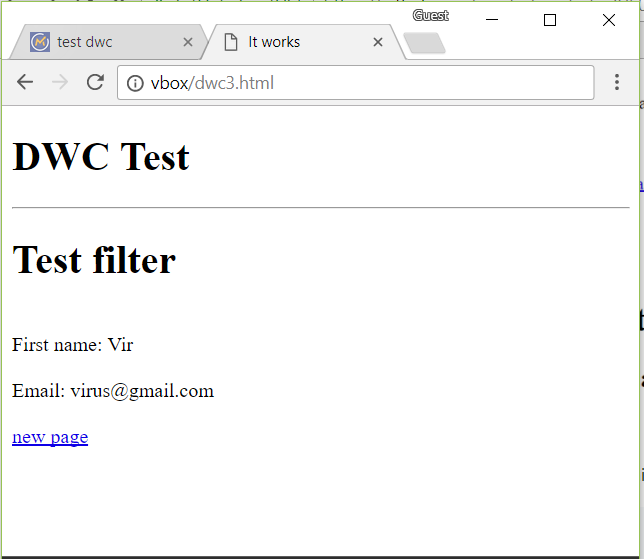 Guest
test dwc
It works
vbox/dwc3.html
DWC Test
Test filter
First name: Vir
Email: virus@gmail.com
new page